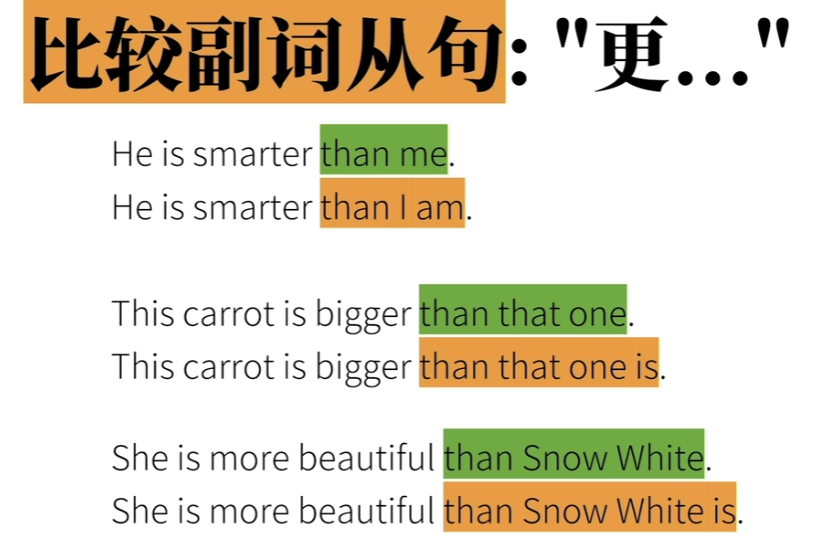 比较副词从句: "更..."
He is smarter than me.
He is smarter than I am.
This carrot is bigger than that one.
This carrot is bigger than that one is.
She is more beautiful than Snow White.
She is more beautiful than Snow White is.